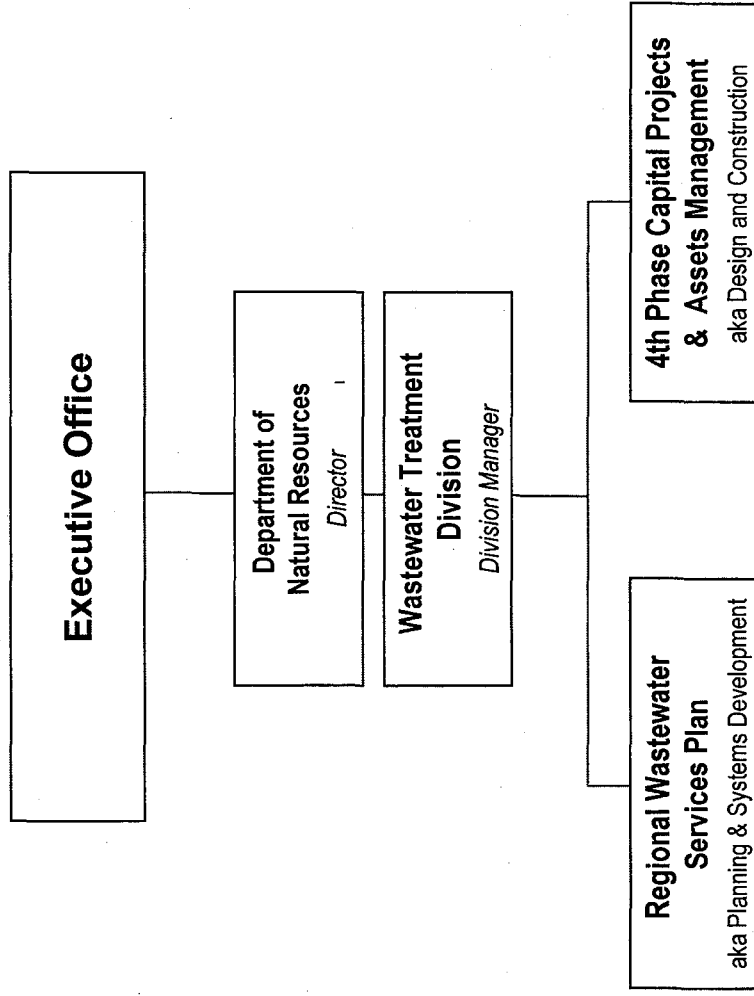 Executive Office
Department of
Natural Resources
Director
Wastewater Treatment
Division
Division Manager
Regional Wastewater
Services Plan
aka Planning & Systems Development
4th Phase Capital Projects
& Assets Management
aka Design and Construction